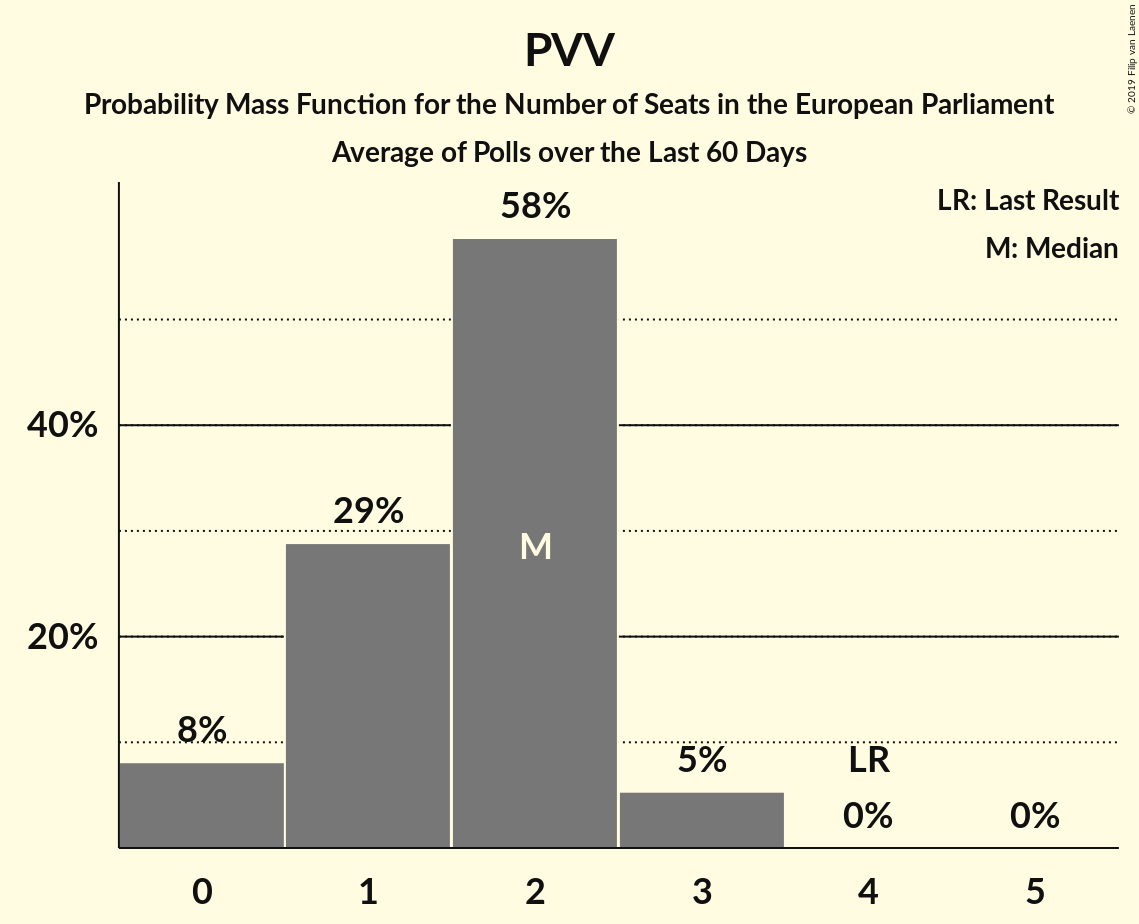 PVV
Probability Mass Function for the Number of Seats in the European Parliament
Average of Polls over the Last 60 Days
© 2019 Filip van Laenen
LR: Last Result
M: Median
58%
40%
29%
M
20%
8%
5%
LR
0%
0%
0 1 2 3 4 5